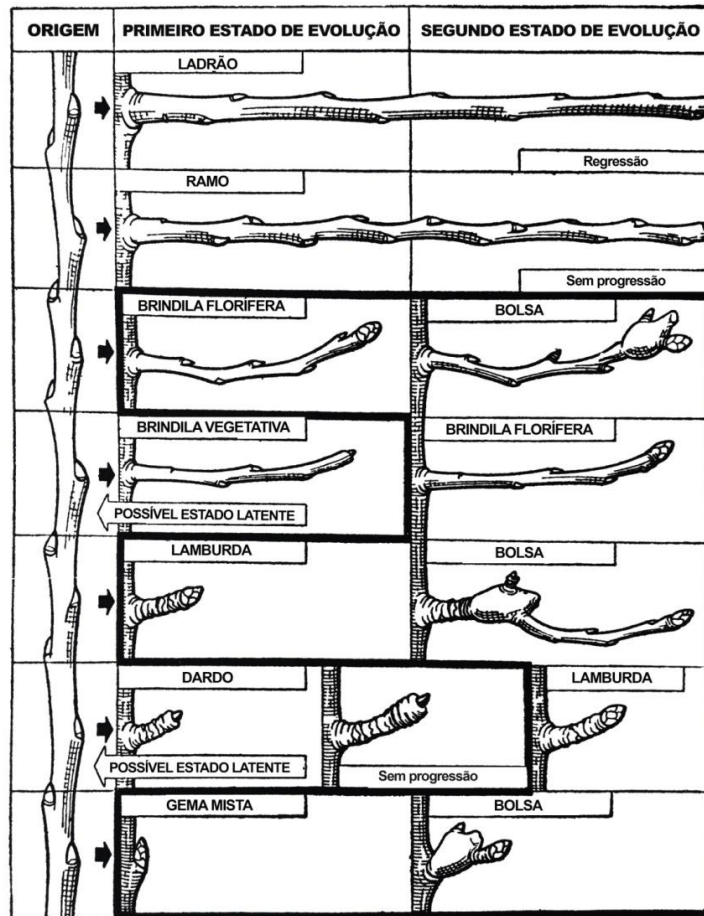 ORIGEM
PRIMEIRO ESTADO DE EVOLUÇÃO
SEGUNDO ESTADO DE EVOLUÇÃO
LADRÃO
Regressão
RAMO
Sem progressão
BRINDILA FLORÍFERA
BOLSA
BRINDILA VEGETATIVA
BRINDILA FLORÍFERA
POSSÍVEL ESTADO LATENTE
LAMBURDA
BOLSA
DARDO
LAMBURDA
POSSÍVEL ESTADO LATENTE
Sem progressão
GEMA MISTA
BOLSA